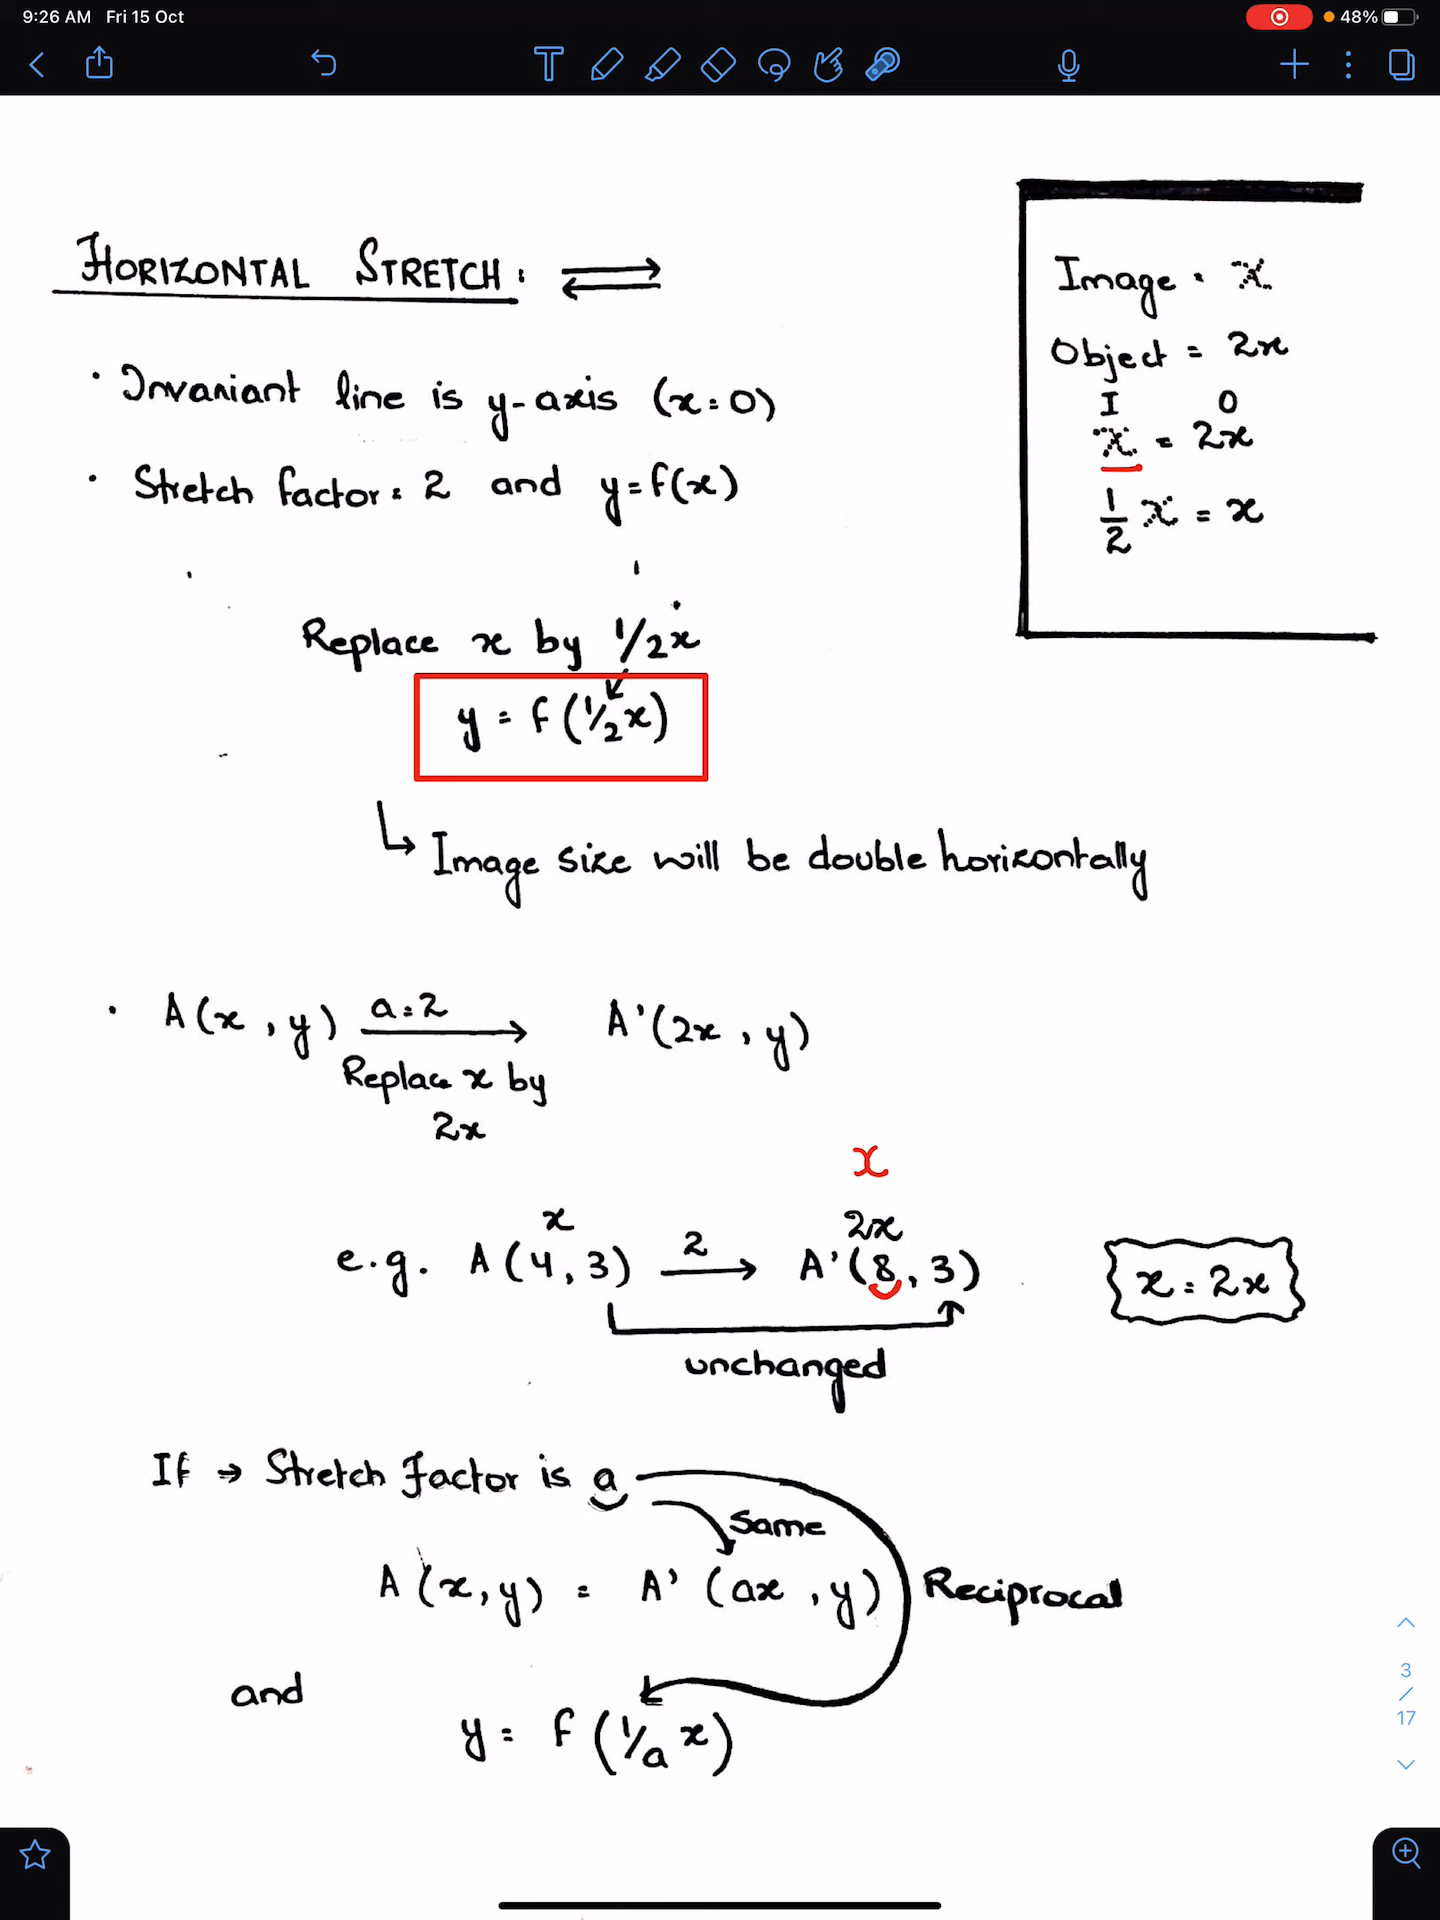 9:26 AM Fri 15 Oct
48%
HORIZONTAL STRETCH:
Image = x
Object = 2x
I O
x = 2x
1/2 x = x
· Invariant line is y-axis (x=0)
· Stretch factor = 2 and y=f(x)
Replace x by 1/2x
y = f(1/2x)
Image size will be double horizontally
· A(x, y) a=2 A'(2x, y)
Replace x by
2x
x
x 2x
e.g. A(4,3) 2 → A'(8,3)
x = 2x
unchanged
If → Stretch factor is a
Same
A(x,y) = A'(ax, y) Reciprocal
and
y = f(1/a x)
3
/
17